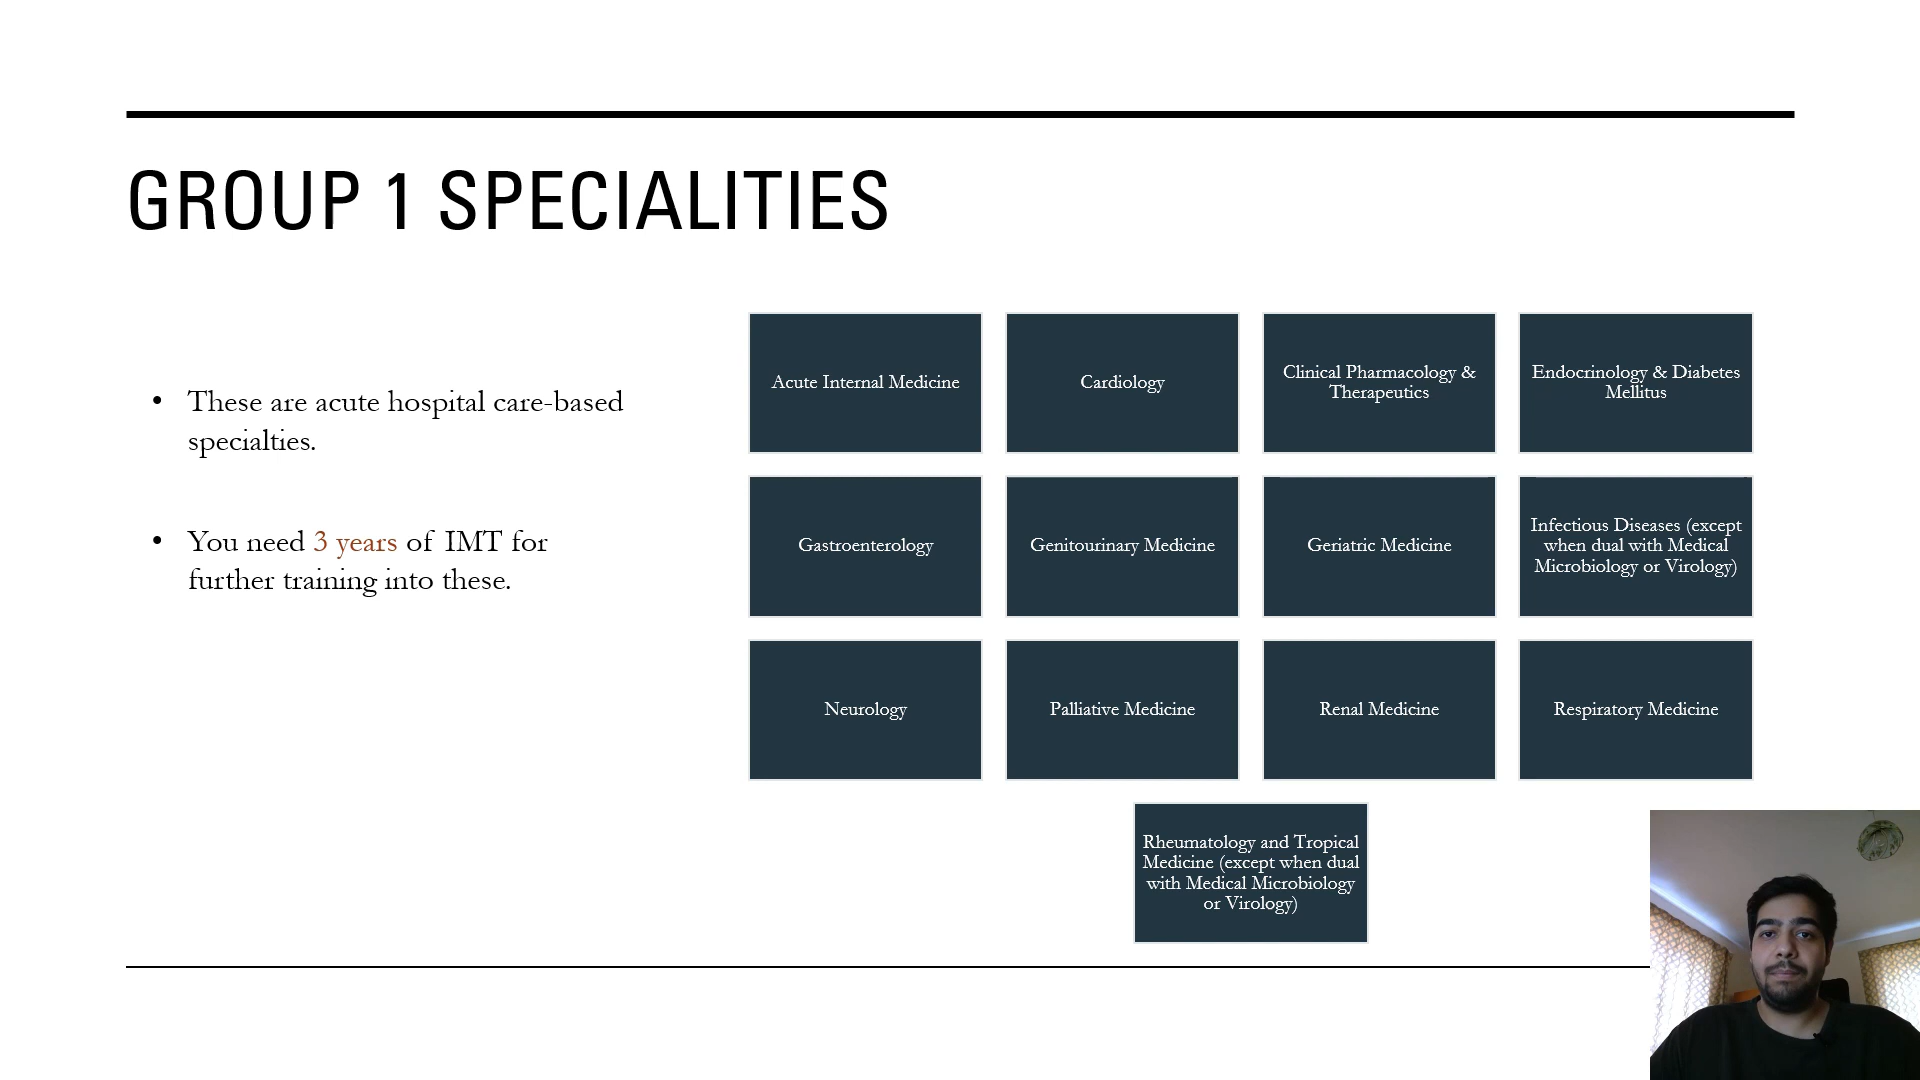 GROUP 1 SPECIALITIES
• These are acute hospital care-based
specialties.
• You need 3 years of IMT for
further training into these.
Acute Internal Medicine
Cardiology
Clinical Pharmacology &
Therapeutics
Endocrinology & Diabetes
Mellitus
Gastroenterology
Genitourinary Medicine
Geriatric Medicine
Infectious Diseases (except
when dual with Medical
Microbiology or Virology)
Neurology
Palliative Medicine
Renal Medicine
Respiratory Medicine
Rheumatology and Tropical
Medicine (except when dual
with Medical Microbiology
or Virology)